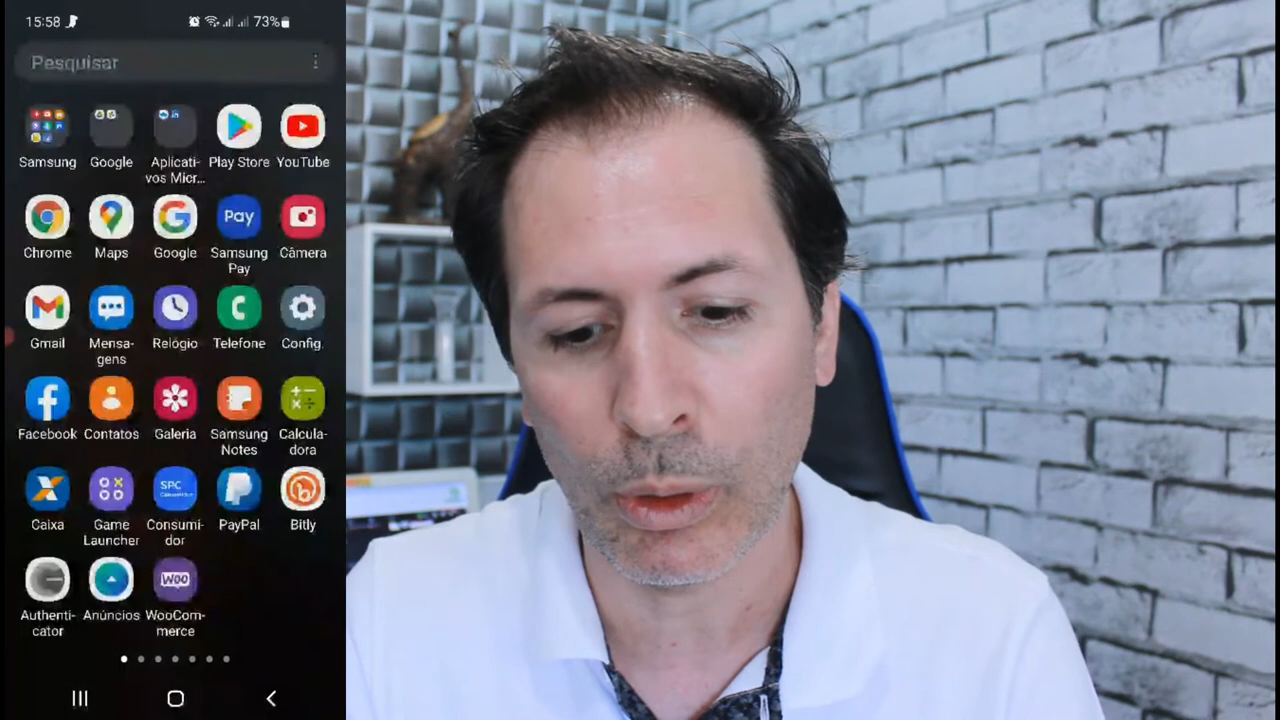 15:58
73%
Pesquisar
Samsung
Google
Aplicati-
vos Micr...
Play Store
YouTube
Chrome
Maps
Google
Pay
Samsung
Pay
Câmera
Gmail
Mensa-
gens
Relógio
Telefone
Config.
Facebook
Contatos
Galeria
Samsung
Notes
Calcula-
dora
Caixa
Game
Launcher
SPC
Consumi-
dor
PayPal
Bitly
Authenti-
cator
Anúncios
WOO
WooCom-
merce